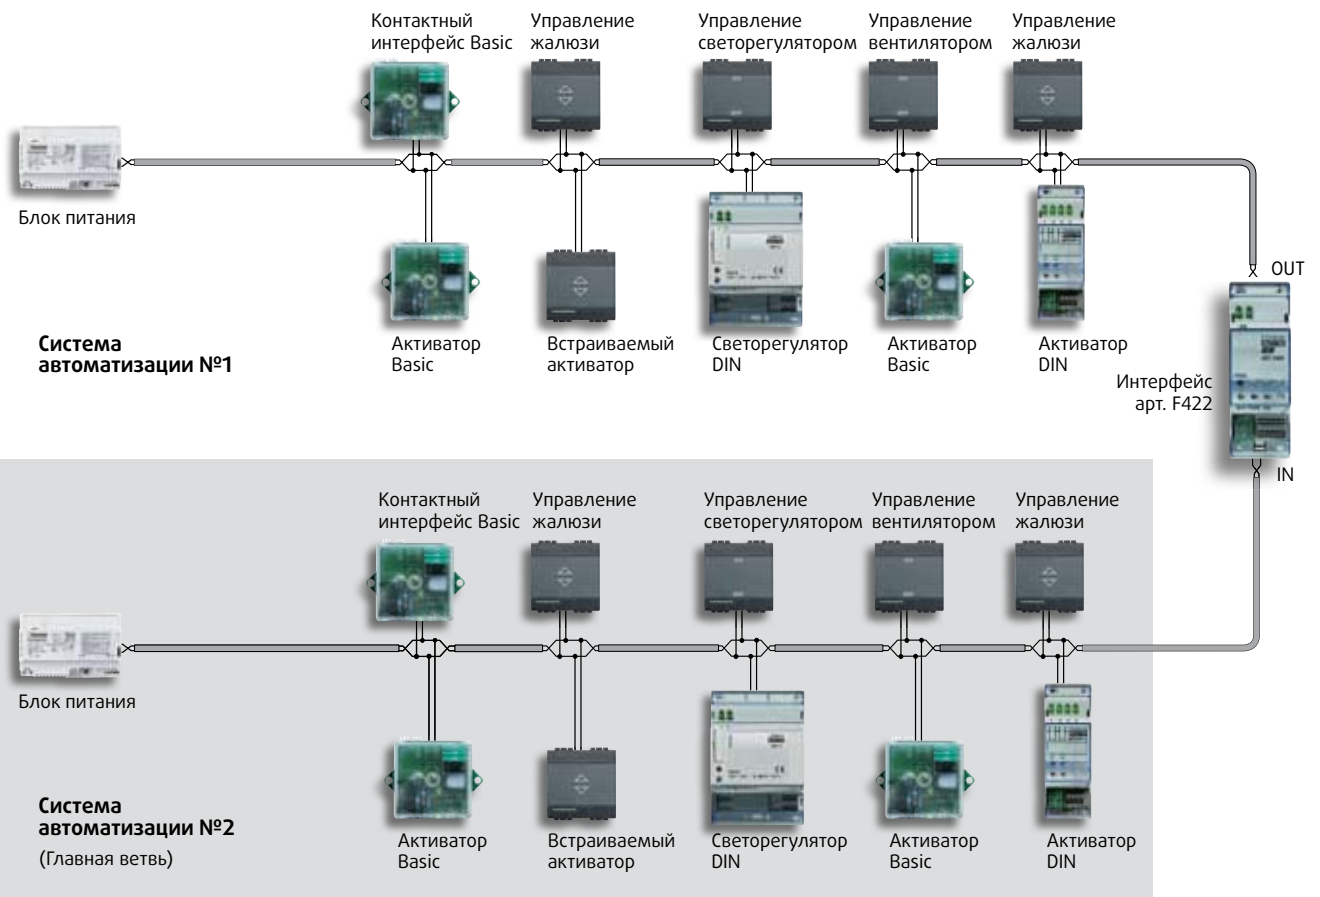 Контактный
интерфейс Basic
Управление
жалюзи
Управление
светорегулятором
Управление
вентилятором
Управление
жалюзи
Блок питания
Активатор
Basic
Встраиваемый
активатор
Светорегулятор
DIN
Активатор
Basic
Активатор
DIN
Система
автоматизации №1
OUT
Интерфейс
арт. F422
IN
Контактный
интерфейс Basic
Управление
жалюзи
Управление
светорегулятором
Управление
вентилятором
Управление
жалюзи
Блок питания
Активатор
Basic
Встраиваемый
активатор
Светорегулятор
DIN
Активатор
Basic
Активатор
DIN
Система
автоматизации №2
(Главная ветвь)